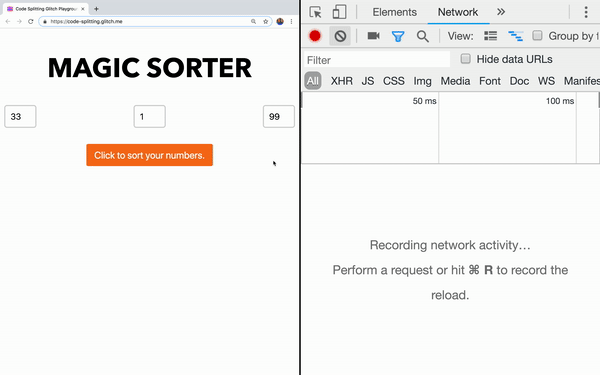 Code Splitting Glitch Playgroun
https://code-splitting.glitch.me
MAGIC SORTER
33
1
99
Click to sort your numbers.
Elements
Network
View:
Group by f
Filter
Hide data URLs
All
XHR
JS
CSS
Img
Media
Font
Doc
WS
Manifes
50 ms
100 ms
Recording network activity…
Perform a request or hit ⌘ R to record the
reload.